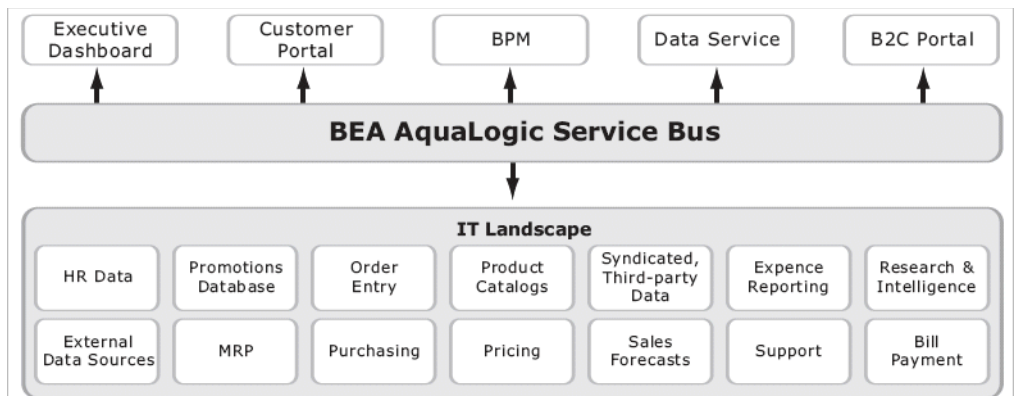 Executive
Dashboard
Customer
Portal
BPM
Data Service
B2C Portal
BEA AquaLogic Service Bus
IT Landscape
HR Data
Promotions
Database
Order
Entry
Product
Catalogs
Syndicated,
Third-party
Data
Expence
Reporting
Research &
Intelligence
External
Data Sources
MRP
Purchasing
Pricing
Sales
Forecasts
Support
Bill
Payment